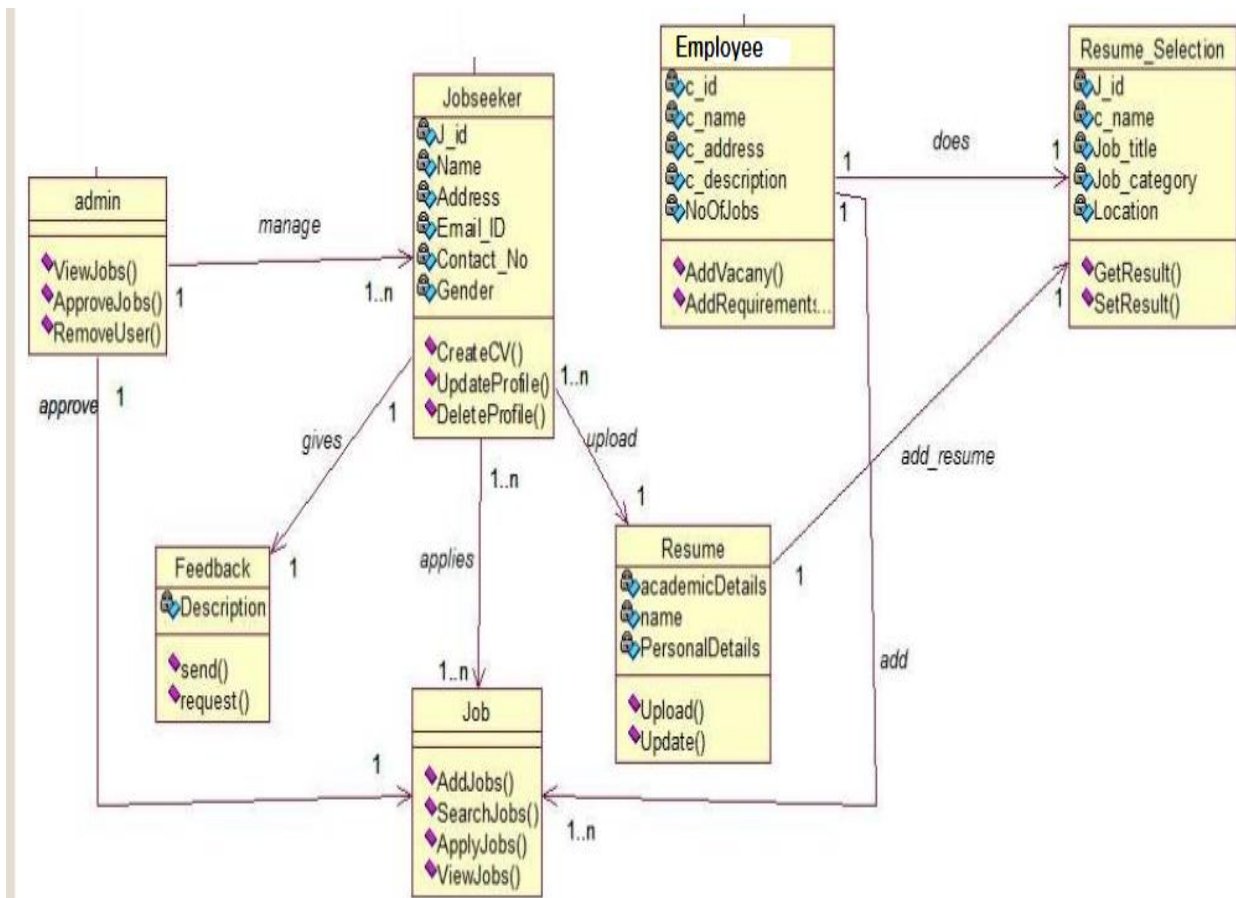 admin
ViewJobs()
ApproveJobs()
RemoveUser()
manage
1
1..n
approve
1
Jobseeker
J_id
Name
Address
Email_ID
Contact_No
Gender
CreateCV()
UpdateProfile()
DeleteProfile()
Employee
c_id
c_name
c_address
c_description
NoOfJobs
AddVacany()
AddRequirements...
does
1
1
1
Resume_Selection
J_id
c_name
Job_title
Job_category
Location
GetResult()
SetResult()
1
gives
1
1
1..n
upload
1
1..n
applies
1..n
add_resume
1
add
1..n
Feedback
Description
send()
request()
Resume
academicDetails
name
PersonalDetails
Upload()
Update()
1
Job
AddJobs()
SearchJobs()
ApplyJobs()
ViewJobs()